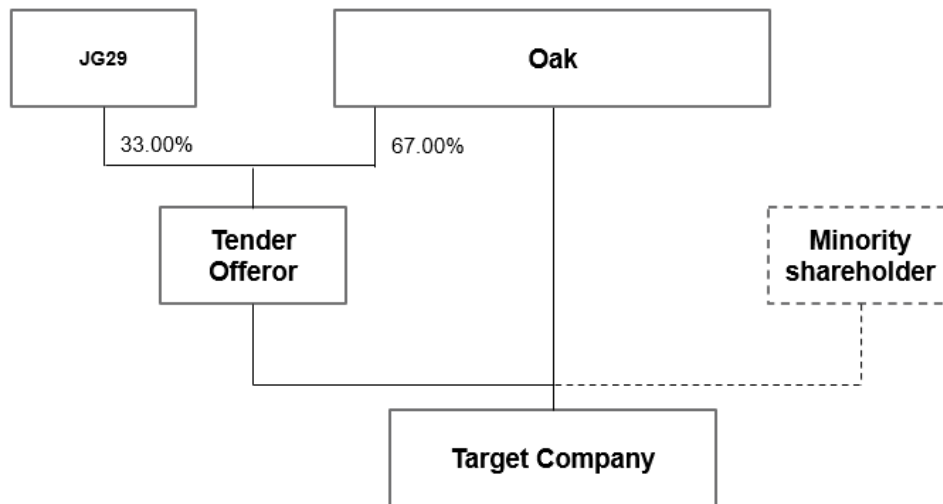 JG29
Oak
33.00%
67.00%
Tender
Offeror
Minority
shareholder
Target Company